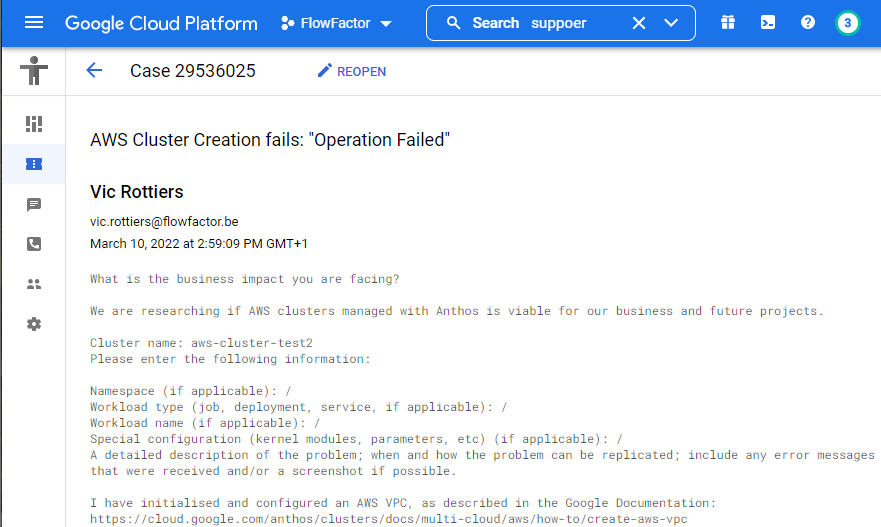 Google Cloud Platform
FlowFactor
Search suppoer
3
Case 29536025
REOPEN
AWS Cluster Creation fails: "Operation Failed"
Vic Rottiers
vic.rottiers@flowfactor.be
March 10, 2022 at 2:59:09 PM GMT+1
What is the business impact you are facing?
We are researching if AWS clusters managed with Anthos is viable for our business and future projects.
Cluster name: aws-cluster-test2
Please enter the following information:
Namespace (if applicable): /
Workload type (job, deployment, service, if applicable): /
Workload name (if applicable): /
Special configuration (kernel modules, parameters, etc) (if applicable): /
A detailed description of the problem; when and how the problem can be replicated; include any error messages
that were received and/or a screenshot if possible.
I have initialised and configured an AWS VPC, as described in the Google Documentation:
https://cloud.google.com/anthos/clusters/docs/multi-cloud/aws/how-to/create-aws-vpc